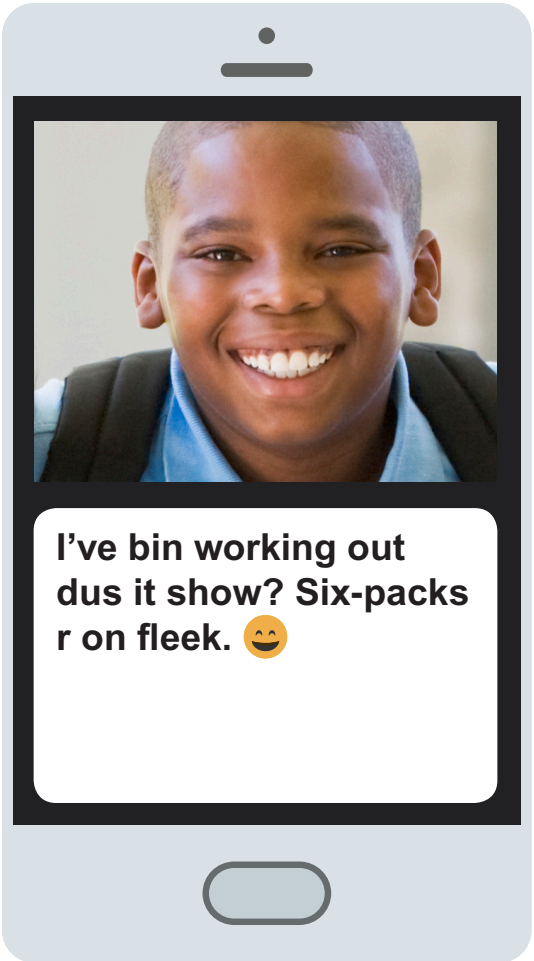 I’ve bin working out
dus it show? Six-packs
r on fleek. 😄